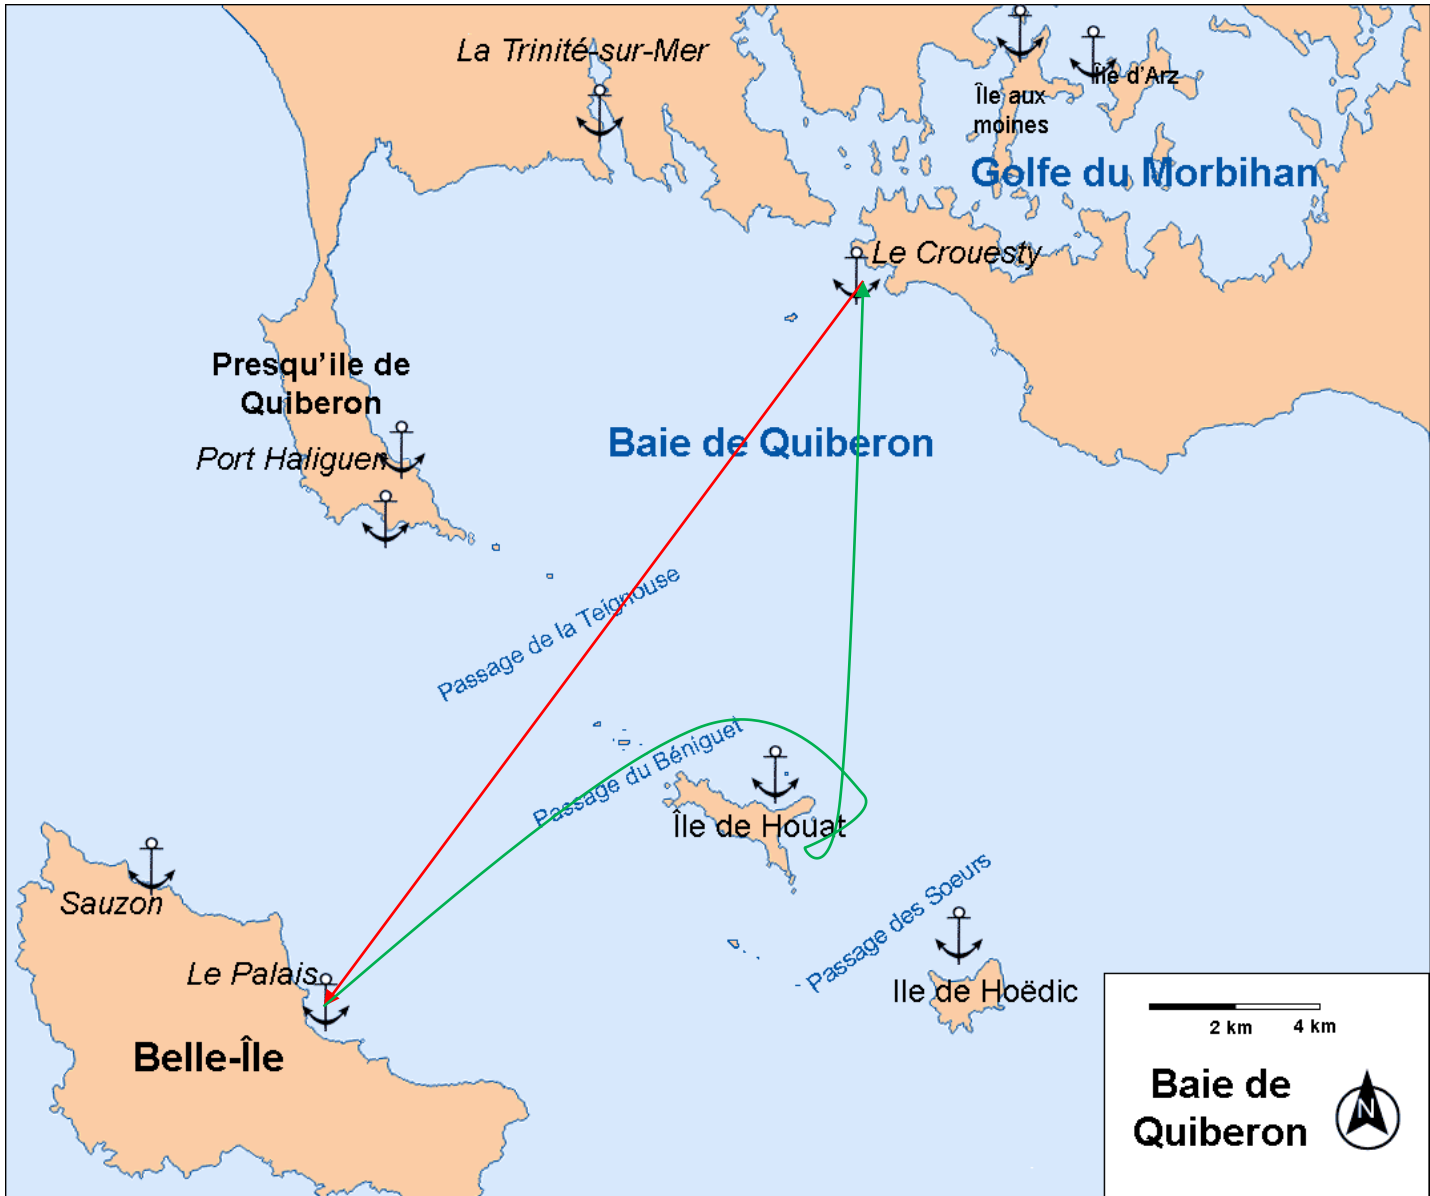 La Trinité-sur-Mer
Île d'Arz
Île aux
moines
Golfe du Morbihan
Le Crouesty
Presqu'ile de
Quiberon
Baie de Quiberon
Port Haliguen
Passage de la Teignouse
Passage du Béniguet
Île de Houat
Sauzon
Passage des Soeurs
Le Palais
Ile de Hoëdic
Belle-Île
2 km 4 km
Baie de
Quiberon
N